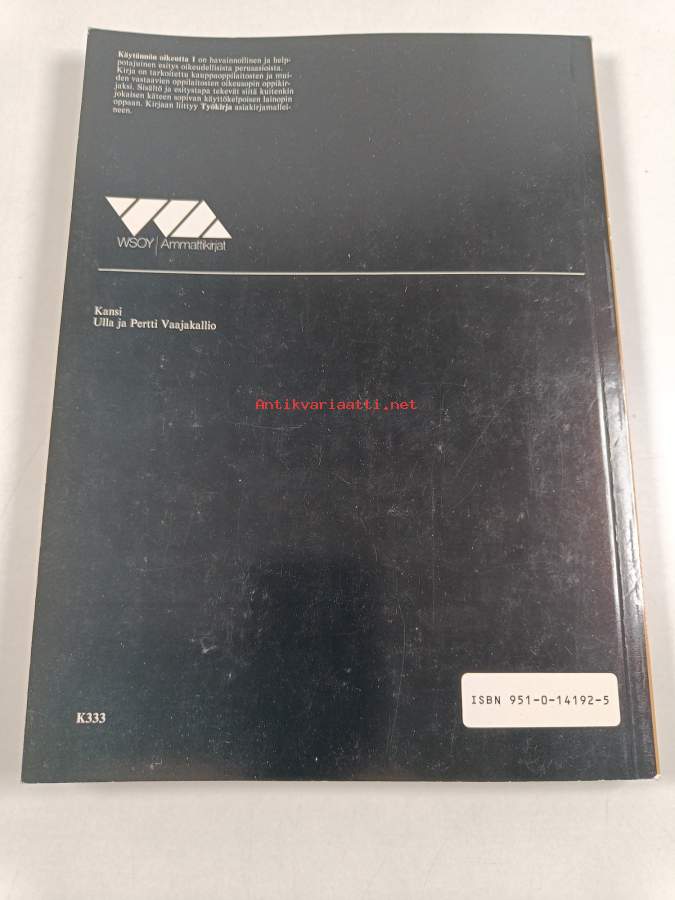 Käytännön oikeutta 1 on havainnollisen ja help-
potajuinen esitys oikeudellisista perusasioista.
Kirja on tarkoitettu kauppaoppilaitosten ja mui-
den vastaavien oppilaitosten oikeusopin oppikir-
jaksi. Sisältö ja esitystapa tekevät siitä kuitenkin
jokaisen käteen sopivan käyttökelpoisen lainopin
oppaan. Kirjaan liittyy Työkirja asiakirjamallei-
neen.
WSOY | Ammattikirjat
Kansi
Ulla ja Pertti Vaajakallio
Antikvariaatti.net
ISBN 951-0-14192-5
K333